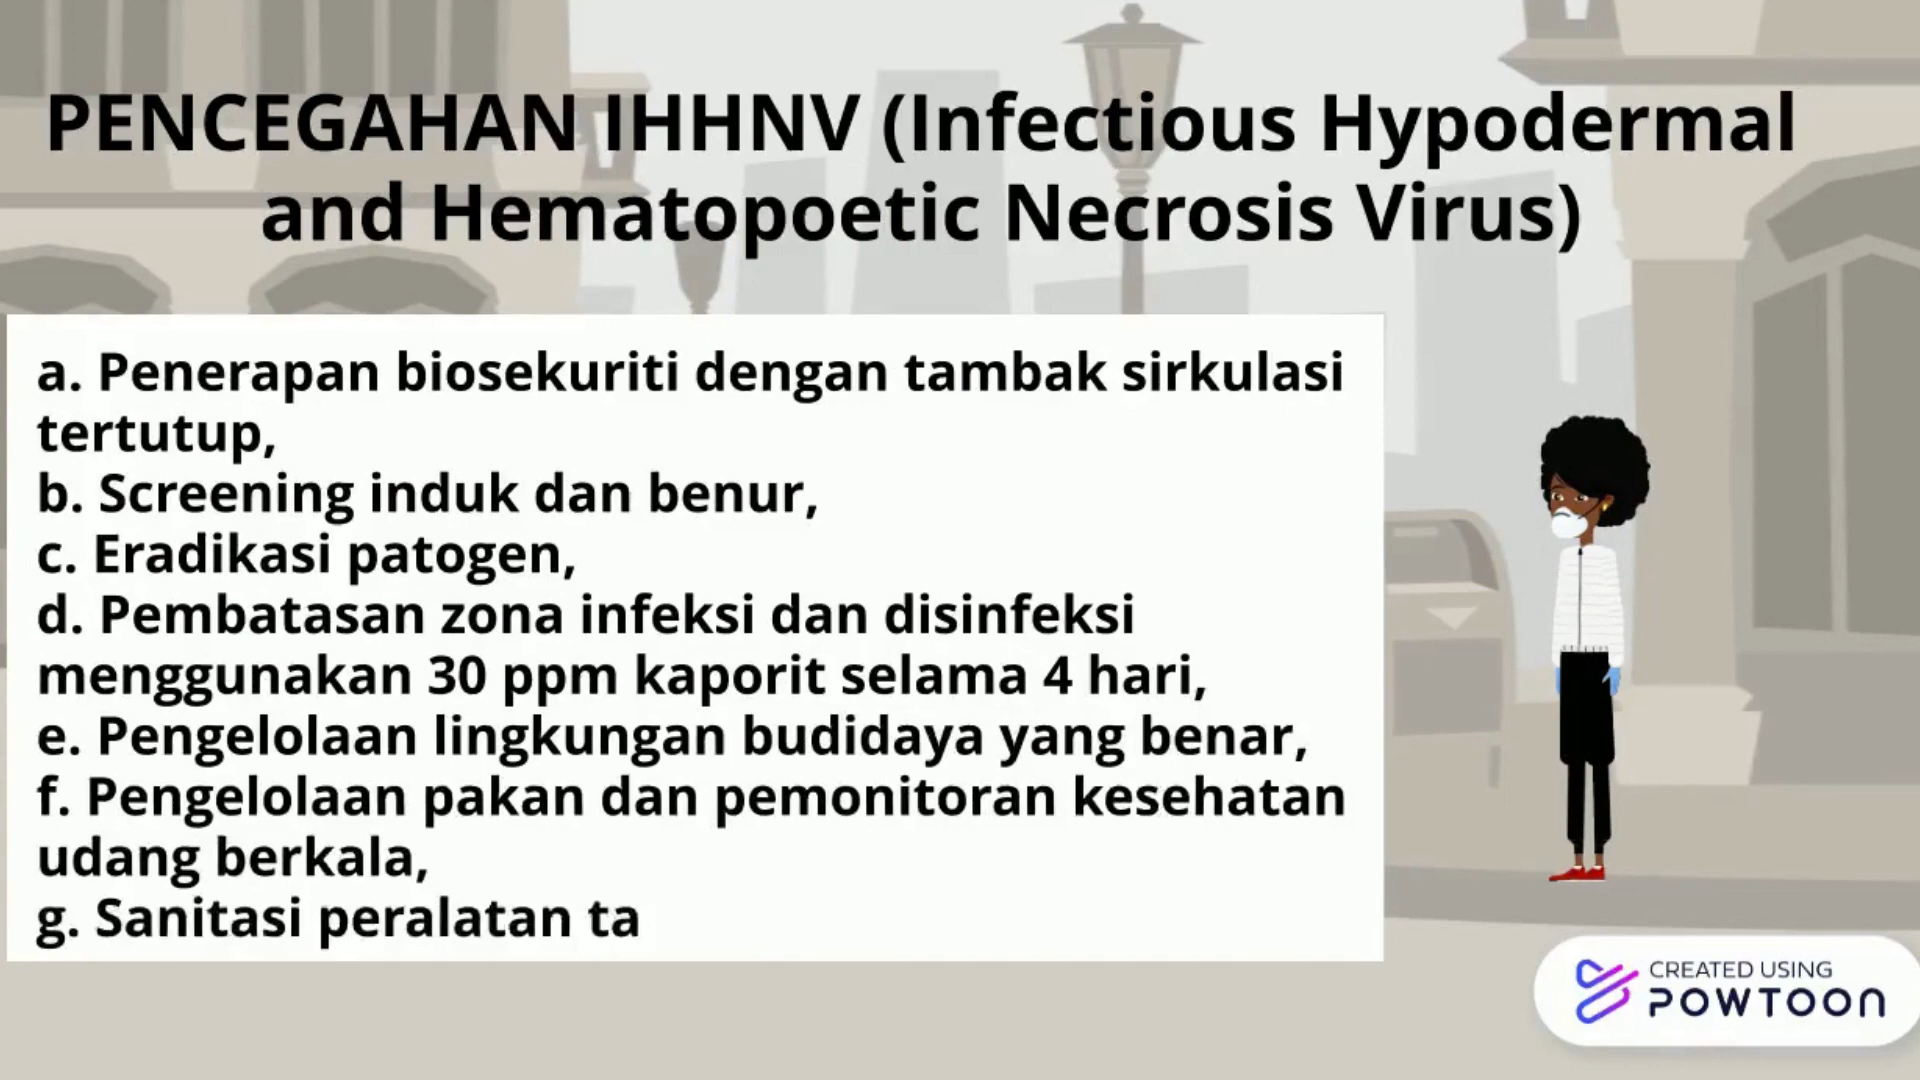 PENCEGAHAN IHHNV (Infectious Hypodermal
and Hematopoetic Necrosis Virus)
a. Penerapan biosekuriti dengan tambak sirkulasi
tertutup,
b. Screening induk dan benur,
c. Eradikasi patogen,
d. Pembatasan zona infeksi dan disinfeksi
menggunakan 30 ppm kaporit selama 4 hari,
e. Pengelolaan lingkungan budidaya yang benar,
f. Pengelolaan pakan dan pemonitoran kesehatan
udang berkala,
g. Sanitasi peralatan ta
CREATED USING
POWTOON